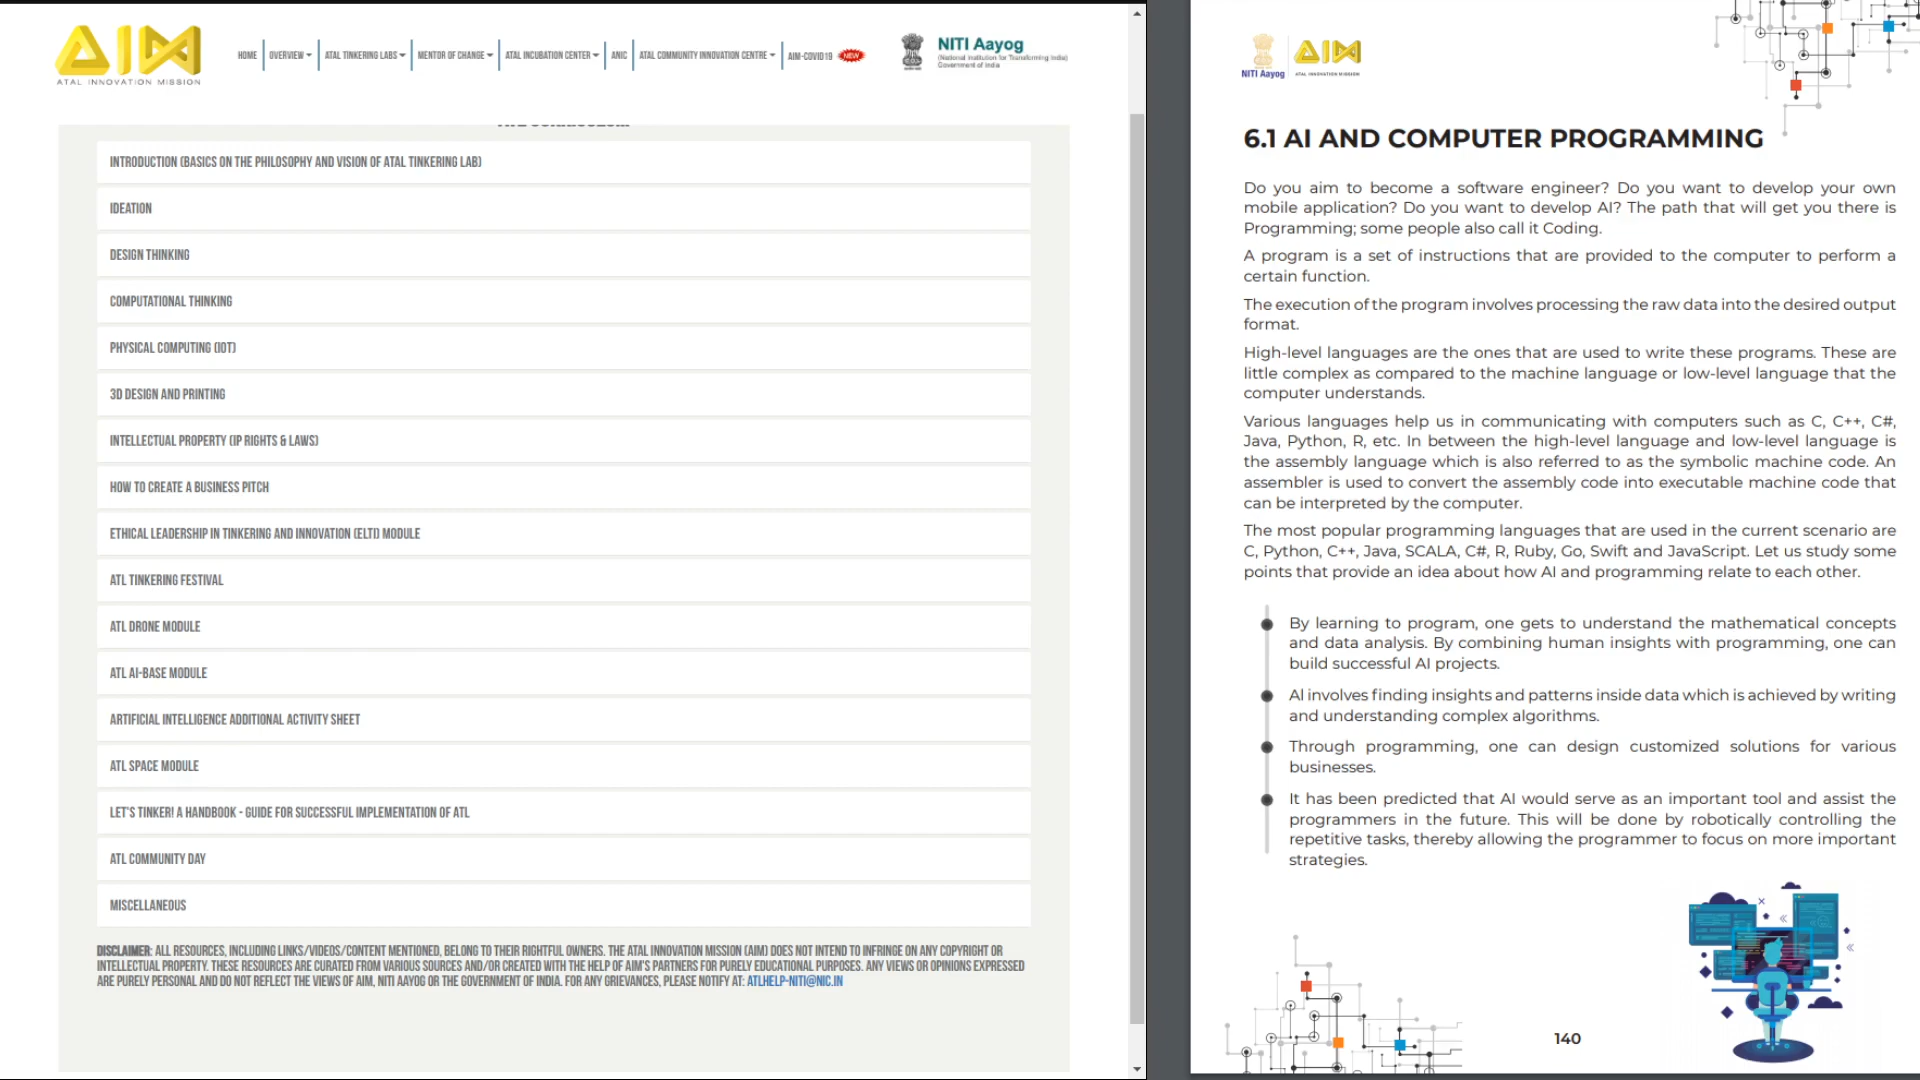 AIM
ATAL INNOVATION MISSION
HOME
OVERVIEW
ATAL TINKERING LABS
MENTOR OF CHANGE
ATAL INCUBATION CENTER
ANIC
ATAL COMMUNITY INNOVATION CENTRE
AIM-COVID19
NEW
NITI Aayog
(National Institution for Transforming India)
Government of India
INTRODUCTION (BASICS ON THE PHILOSOPHY AND VISION OF ATAL TINKERING LAB)
IDEATION
DESIGN THINKING
COMPUTATIONAL THINKING
PHYSICAL COMPUTING (IOT)
3D DESIGN AND PRINTING
INTELLECTUAL PROPERTY (IP RIGHTS & LAWS)
HOW TO CREATE A BUSINESS PITCH
ETHICAL LEADERSHIP IN TINKERING AND INNOVATION (ELTI) MODULE
ATL TINKERING FESTIVAL
ATL DRONE MODULE
ATL AI-BASE MODULE
ARTIFICIAL INTELLIGENCE ADDITIONAL ACTIVITY SHEET
ATL SPACE MODULE
LET'S TINKER! A HANDBOOK - GUIDE FOR SUCCESSFUL IMPLEMENTATION OF ATL
ATL COMMUNITY DAY
MISCELLANEOUS
DISCLAIMER: ALL RESOURCES, INCLUDING LINKS/VIDEOS/CONTENT MENTIONED, BELONG TO THEIR RIGHTFUL OWNERS. THE ATAL INNOVATION MISSION (AIM) DOES NOT INTEND TO INFRINGE ON ANY COPYRIGHT OR
INTELLECTUAL PROPERTY. THESE RESOURCES ARE CURATED FROM VARIOUS SOURCES AND/OR CREATED WITH THE HELP OF AIM'S PARTNERS FOR PURELY EDUCATIONAL PURPOSES. ANY VIEWS OR OPINIONS EXPRESSED
ARE PURELY PERSONAL AND DO NOT REFLECT THE VIEWS OF AIM, NITI AAYOG OR THE GOVERNMENT OF INDIA. FOR ANY GRIEVANCES, PLEASE NOTIFY AT: ATLHELP-NITI@NIC.IN
NITI Aayog
AIM
ATAL INNOVATION MISSION
6.1 AI AND COMPUTER PROGRAMMING
Do you aim to become a software engineer? Do you want to develop your own
mobile application? Do you want to develop AI? The path that will get you there is
Programming; some people also call it Coding.
A program is a set of instructions that are provided to the computer to perform a
certain function.
The execution of the program involves processing the raw data into the desired output
format.
High-level languages are the ones that are used to write these programs. These are
little complex as compared to the machine language or low-level language that the
computer understands.
Various languages help us in communicating with computers such as C, C++, C#,
Java, Python, R, etc. In between the high-level language and low-level language is
the assembly language which is also referred to as the symbolic machine code. An
assembler is used to convert the assembly code into executable machine code that
can be interpreted by the computer.
The most popular programming languages that are used in the current scenario are
C, Python, C++, Java, SCALA, C#, R, Ruby, Go, Swift and JavaScript. Let us study some
points that provide an idea about how AI and programming relate to each other.
By learning to program, one gets to understand the mathematical concepts
and data analysis. By combining human insights with programming, one can
build successful AI projects.
AI involves finding insights and patterns inside data which is achieved by writing
and understanding complex algorithms.
Through programming, one can design customized solutions for various
businesses.
It has been predicted that AI would serve as an important tool and assist the
programmers in the future. This will be done by robotically controlling the
repetitive tasks, thereby allowing the programmer to focus on more important
strategies.
140